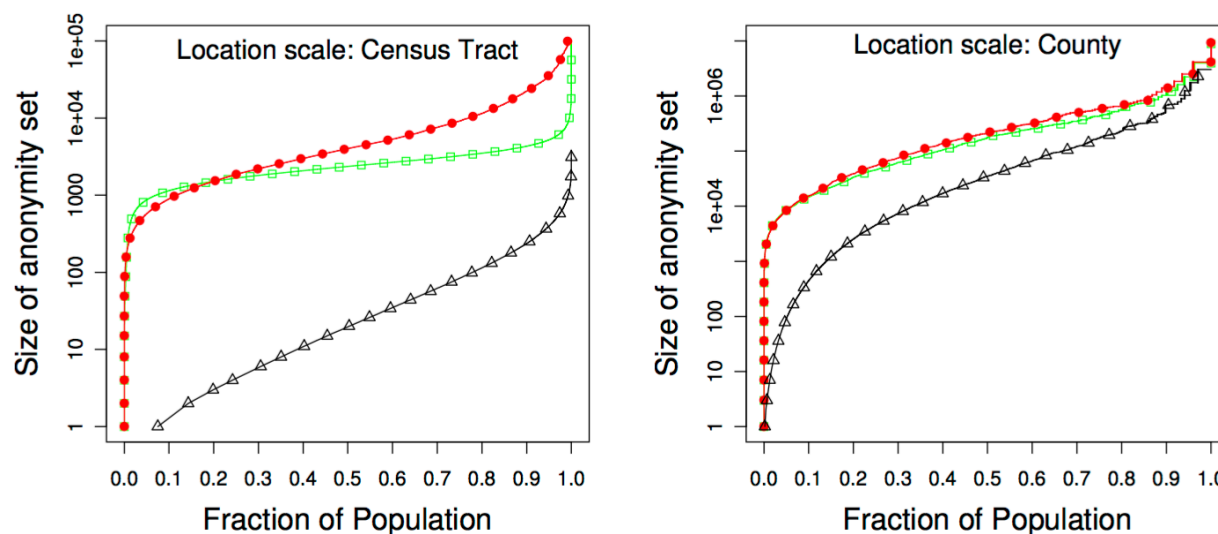 Location scale: Census Tract
Size of anonymity set
1e+05
1e+04
1000
100
10
1
0.0 0.1 0.2 0.3 0.4 0.5 0.6 0.7 0.8 0.9 1.0
Fraction of Population
Location scale: County
Size of anonymity set
1e+06
1e+04
100
10
1
0.0 0.1 0.2 0.3 0.4 0.5 0.6 0.7 0.8 0.9 1.0
Fraction of Population